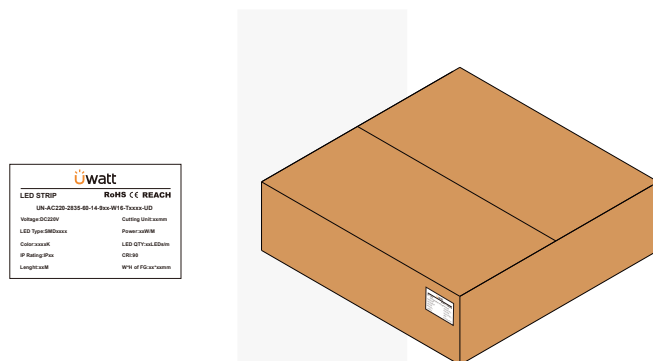 üwatt
LED STRIP RoHS CE REACH
UN-AC220-2835-60-14-9xx-W16-Txxxx-UD
Voltage:DC220V Cutting Unit:xxmm
LED Type:SMDxxxx Power:xxW/M
Color:xxxxK LED QTY:xxLEDs/m
IP Rating:IPxx CRI:90
Lenght:xxM W*H of FG:xx*xxmm